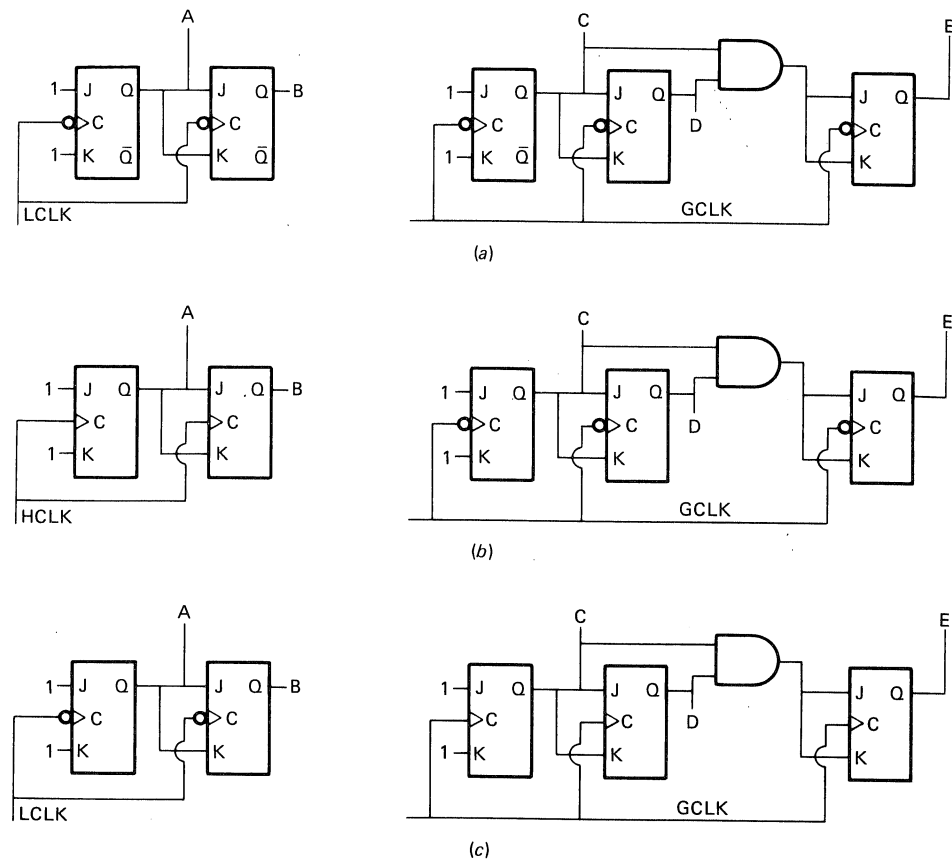 A
C
E
1 J Q J Q B
1 J Q J Q J Q
C C
C C D C
1 K Q̄ K Q̄
1 K Q̄ K K
LCLK
GCLK
(a)
A
C
E
1 J Q J Q B
1 J Q J Q J Q
C C
C C D C
1 K K
1 K K K
HCLK
GCLK
(b)
A
C
E
1 J Q J Q B
1 J Q J Q J Q
C C
C C D C
1 K K
1 K K K
LCLK
GCLK
(c)